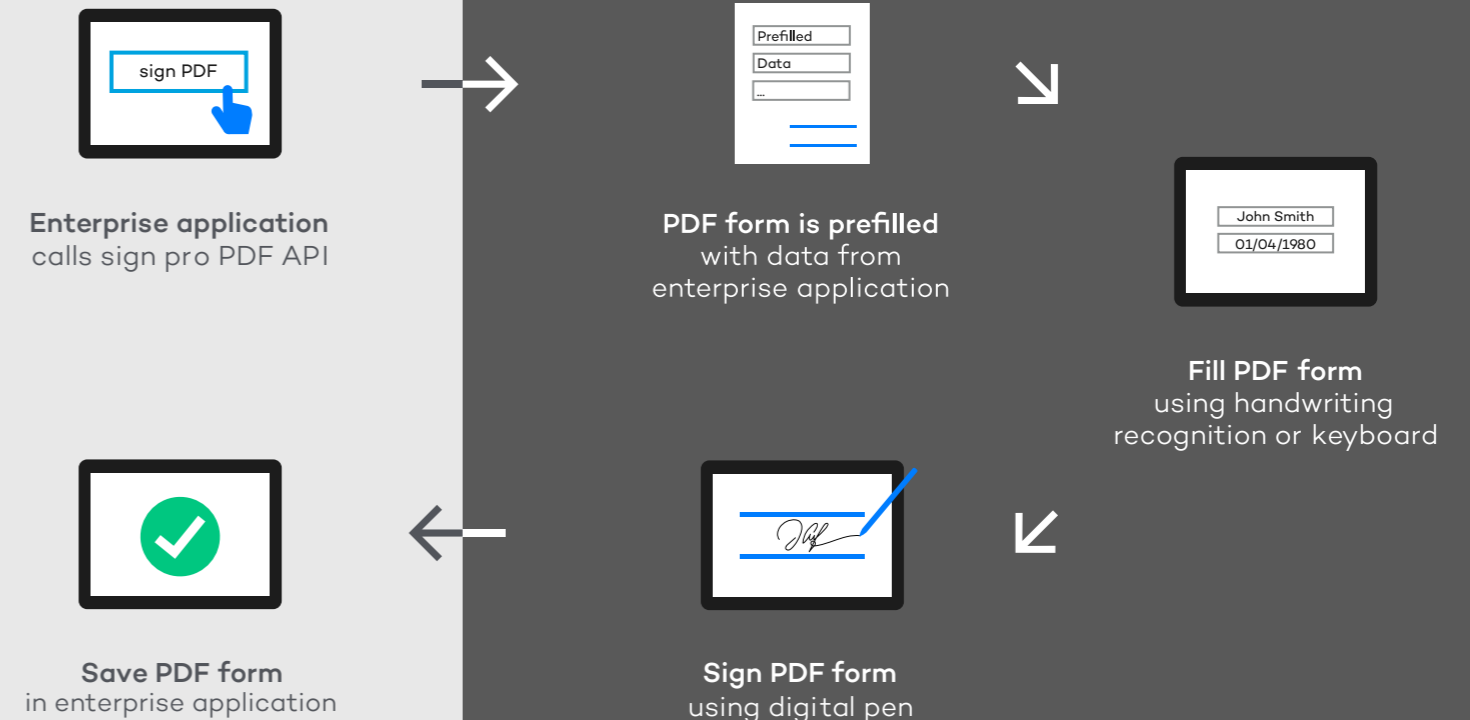 sign PDF
Enterprise application
calls sign pro PDF API
Prefilled
Data
...
PDF form is prefilled
with data from
enterprise application
John Smith
01/04/1980
Fill PDF form
using handwriting
recognition or keyboard
Sign PDF form
using digital pen
Save PDF form
in enterprise application